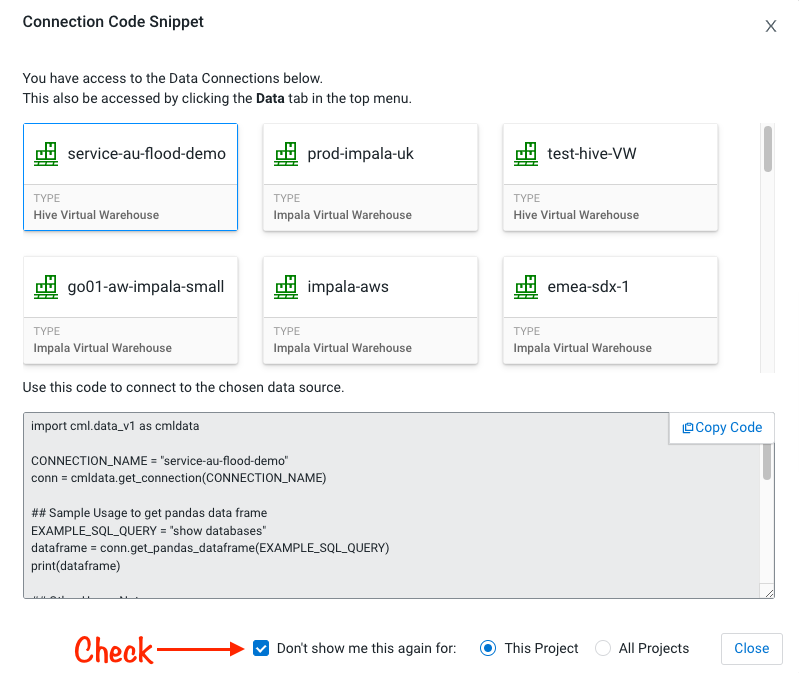 Connection Code Snippet
X
You have access to the Data Connections below.
This also be accessed by clicking the Data tab in the top menu.
service-au-flood-demo
TYPE
Hive Virtual Warehouse
prod-impala-uk
TYPE
Impala Virtual Warehouse
test-hive-VW
TYPE
Hive Virtual Warehouse
go01-aw-impala-small
TYPE
Impala Virtual Warehouse
impala-aws
TYPE
Impala Virtual Warehouse
emea-sdx-1
TYPE
Impala Virtual Warehouse
Use this code to connect to the chosen data source.
Copy Code
import cml.data_v1 as cmldata
CONNECTION_NAME = "service-au-flood-demo"
conn = cmldata.get_connection(CONNECTION_NAME)
## Sample Usage to get pandas data frame
EXAMPLE_SQL_QUERY = "show databases"
dataframe = conn.get_pandas_dataframe(EXAMPLE_SQL_QUERY)
print(dataframe)
Check
Don't show me this again for:
This Project
All Projects
Close